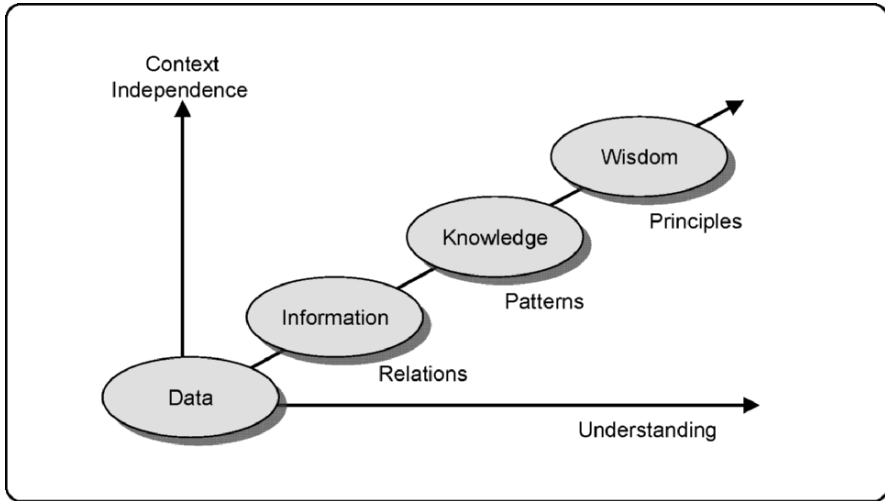 Context
Independence
Wisdom
Principles
Knowledge
Patterns
Information
Relations
Data
Understanding